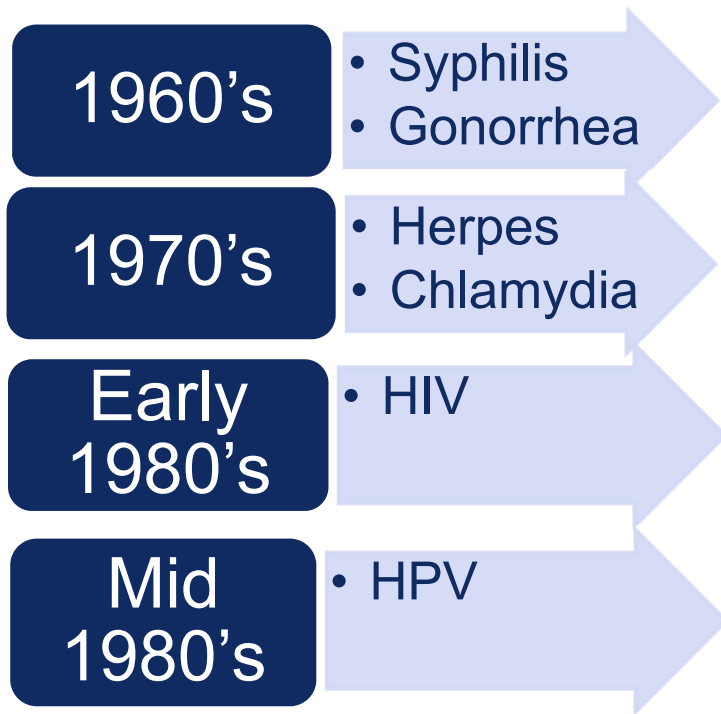 1960’s
• Syphilis
• Gonorrhea
1970’s
• Herpes
• Chlamydia
Early
1980’s
• HIV
Mid
1980’s
• HPV